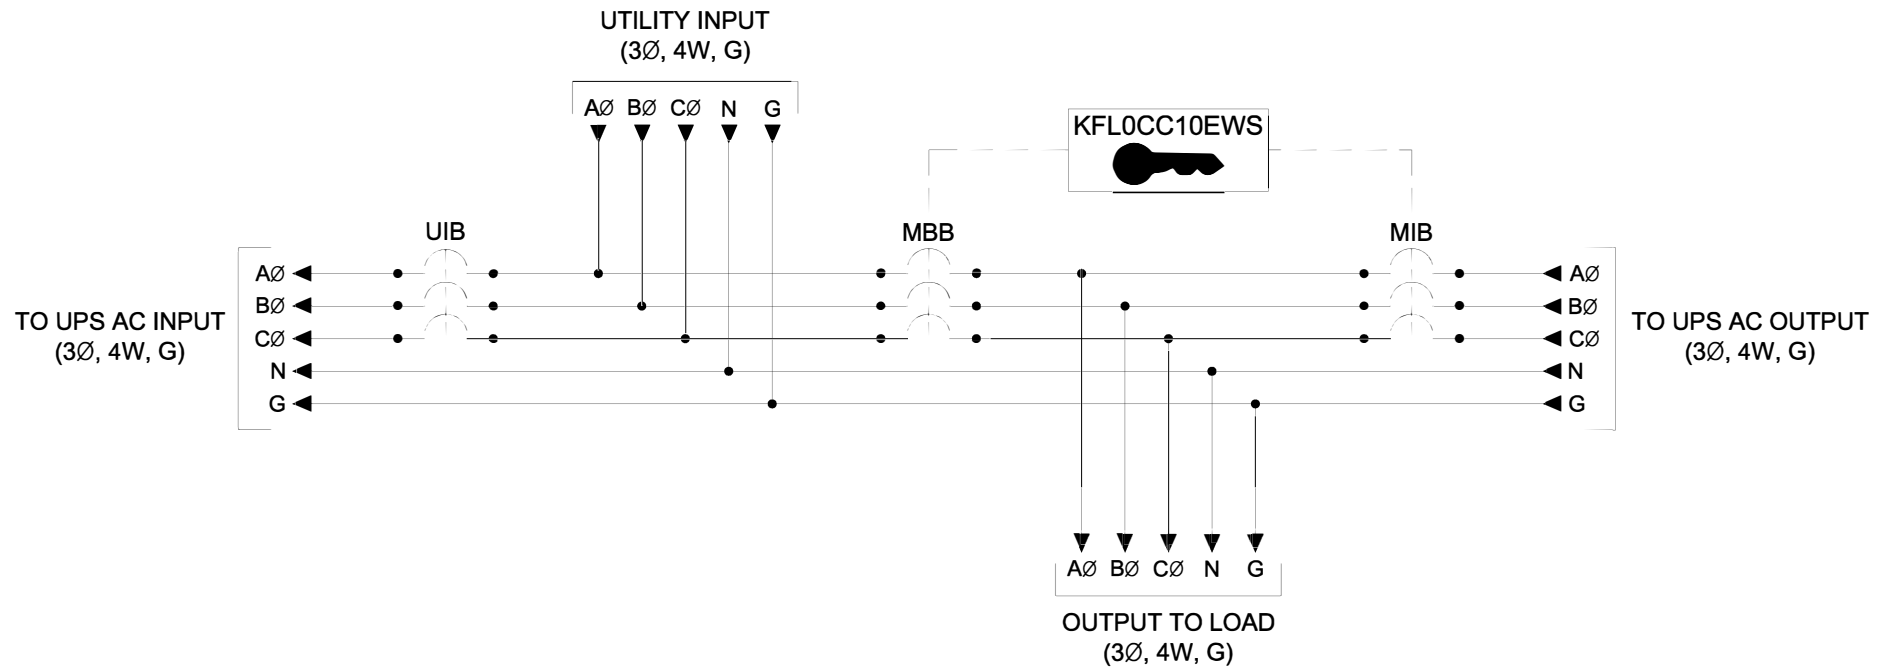 UTILITY INPUT
(3Ø, 4W, G)
AØ BØ CØ N G
KFL0CC10EWS
UIB MBB MIB
AØ AØ
BØ BØ
TO UPS AC INPUT TO UPS AC OUTPUT
CØ CØ
(3Ø, 4W, G) (3Ø, 4W, G)
N N
G G
AØ BØ CØ N G
OUTPUT TO LOAD
(3Ø, 4W, G)